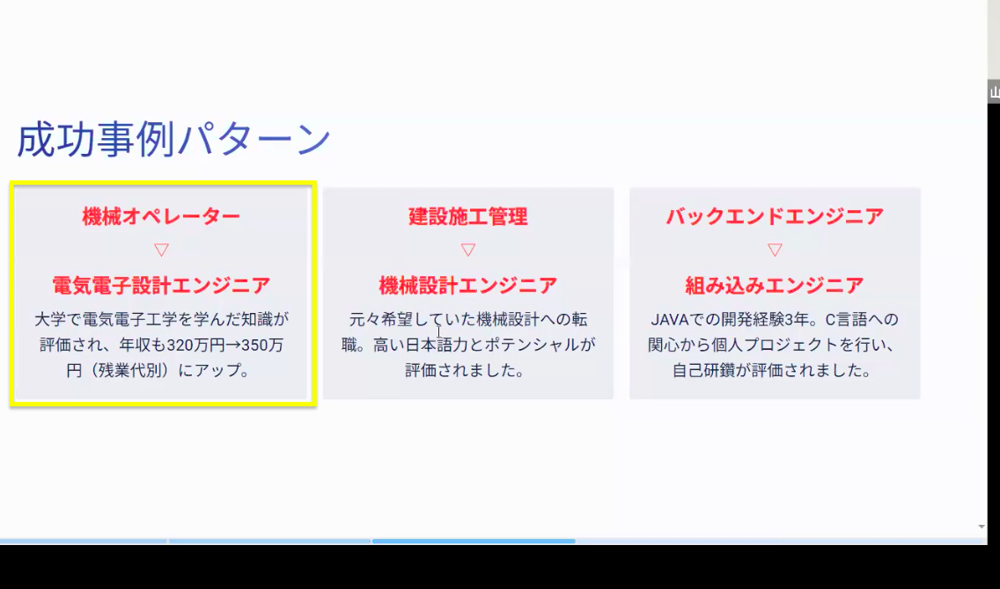 成功事例パターン
機械オペレーター
▽
電気電子設計エンジニア
大学で電気電子工学を学んだ知識が
評価され、年収も320万円→350万
円（残業代別）にアップ。
建設施工管理
▽
機械設計エンジニア
元々希望していた機械設計への転
職。高い日本語力とポテンシャルが
評価されました。
バックエンドエンジニア
▽
組み込みエンジニア
JAVAでの開発経験3年。C言語への
関心から個人プロジェクトを行い、
自己研鑽が評価されました。
山